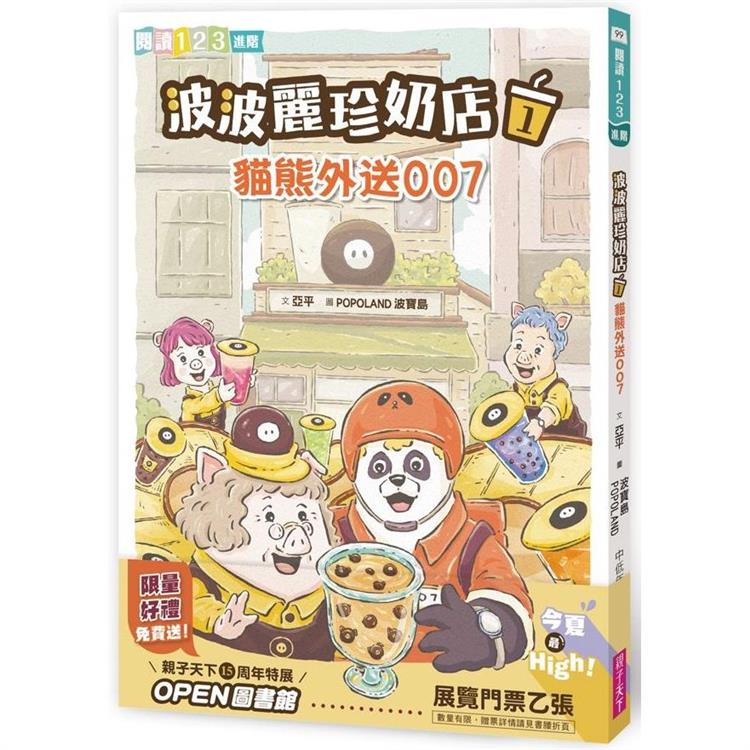 閱讀123進階
波波麗珍奶店1
貓熊外送007
文 亞平 圖 POPOLAND 波寶島
007
限量
好禮
免費送！
親子天下15周年特展
OPEN圖書館
展覽門票乙張
數量有限，贈票詳情請見書腰折頁
今夏
最
High！
99
閱讀123
進階
波波麗珍奶店1
貓熊外送007
文 亞平 圖 波寶島
POPOLAND
中低
親子天下